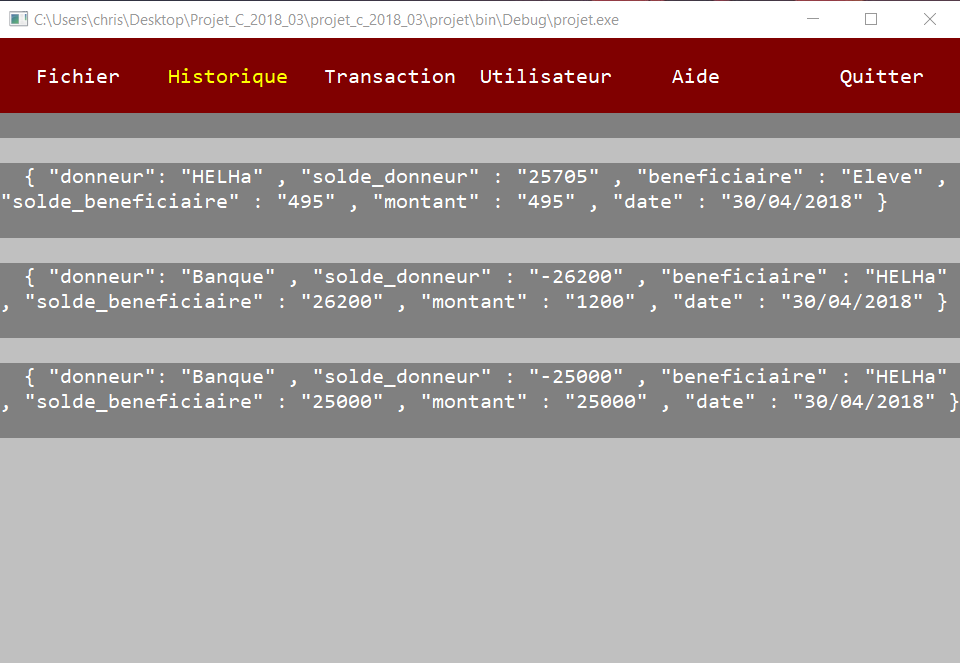 C:\Users\chris\Desktop\Projet_C_2018_03\projet_c_2018_03\projet\bin\Debug\projet.exe
Fichier Historique Transaction Utilisateur Aide Quitter
{ "donneur": "HELHa" , "solde_donneur" : "25705" , "beneficiaire" : "Eleve" ,
"solde_beneficiaire" : "495" , "montant" : "495" , "date" : "30/04/2018" }
{ "donneur": "Banque" , "solde_donneur" : "-26200" , "beneficiaire" : "HELHa"
, "solde_beneficiaire" : "26200" , "montant" : "1200" , "date" : "30/04/2018" }
{ "donneur": "Banque" , "solde_donneur" : "-25000" , "beneficiaire" : "HELHa"
, "solde_beneficiaire" : "25000" , "montant" : "25000" , "date" : "30/04/2018" }